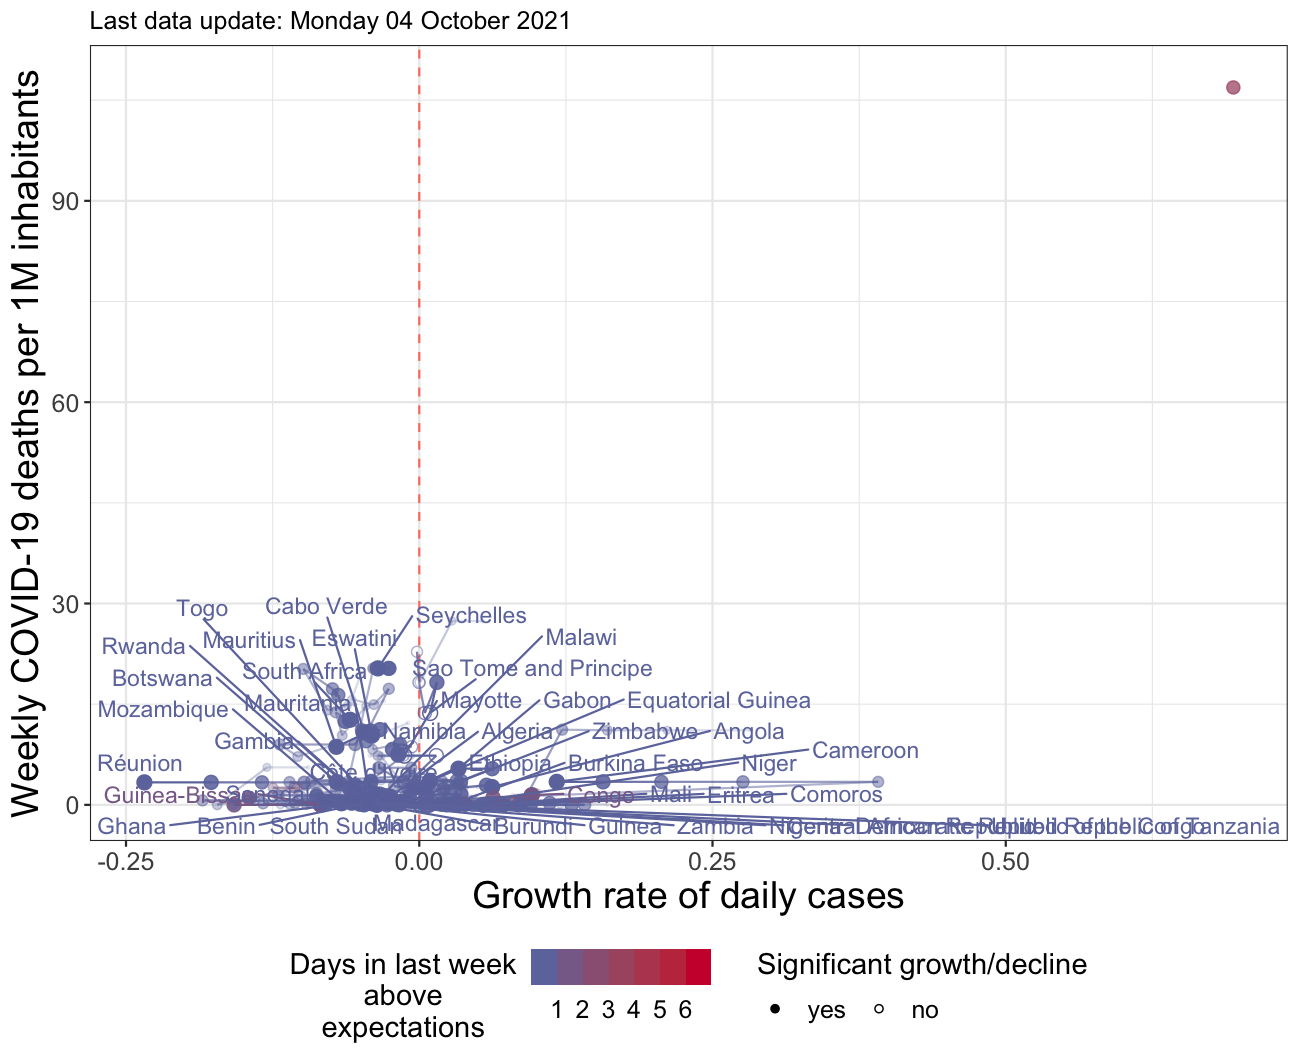 Last data update: Monday 04 October 2021
Weekly COVID-19 deaths per 1M inhabitants
90
60
30
0
Togo
Cabo Verde
Seychelles
Rwanda
Mauritius
Eswatini
Malawi
Botswana
South Africa
Sao Tome and Principe
Mozambique
Mauritania
Mayotte
Gabon
Equatorial Guinea
Gambia
Namibia
Algeria
Zimbabwe
Angola
Réunion
Ethiopia
Burkina Faso
Niger
Cameroon
Senegal
Congo
Mali
Eritrea
Comoros
Ghana
Benin
South Sudan
Madagascar
Burundi
Guinea
Zambia
-0.25
0.00
0.25
0.50
Growth rate of daily cases
Days in last week
above
expectations
1 2 3 4 5 6
Significant growth/decline
yes
no